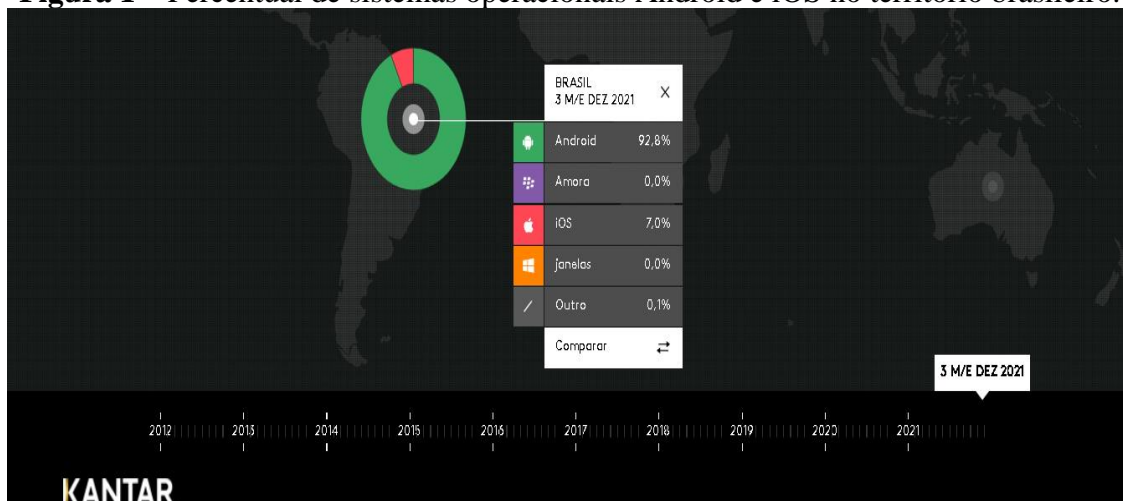 Figura 1 – Percentual de sistemas operacionais Android e iOS no território brasileiro.
BRASIL
3 M/E DEZ 2021
Android 92,8%
Amora 0,0%
iOS 7,0%
janelas 0,0%
Outro 0,1%
Comparar
3 M/E DEZ 2021
2012 2013 2014 2015 2016 2017 2018 2019 2020 2021
KANTAR